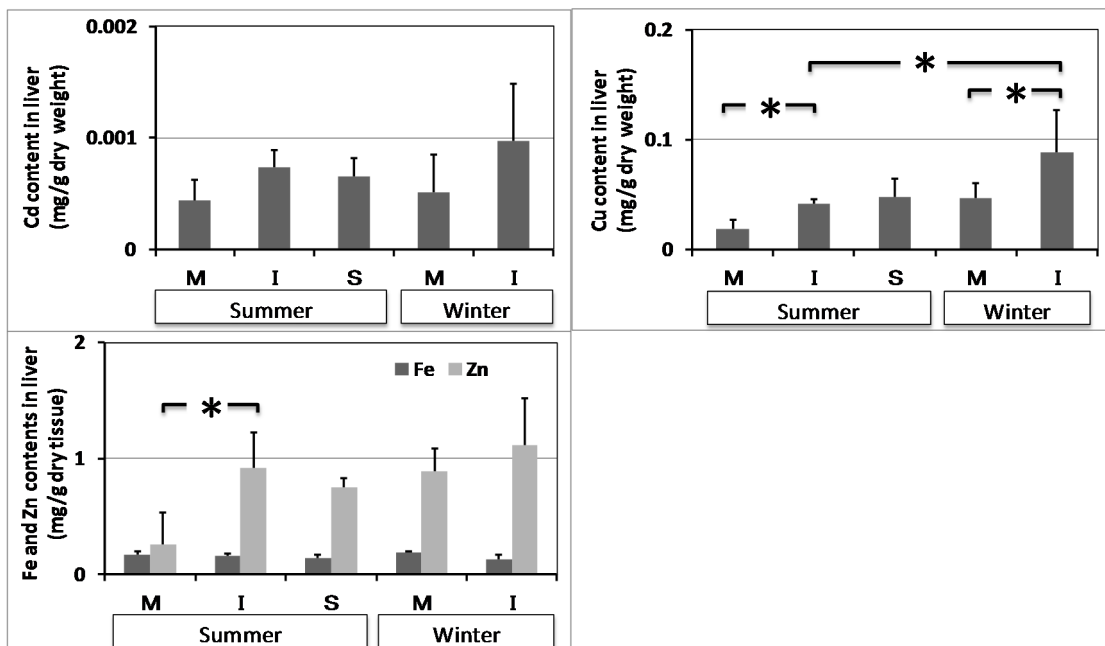 Cd content in liver
(mg/g dry weight)
0.002
0.001
0
M I S M I
Summer Winter
Cu content in liver
(mg/g dry weight)
0.2
0.1
0
*
* *
M I S M I
Summer Winter
Fe and Zn contents in liver
(mg/g dry tissue)
2
1
0
Fe Zn
*
M I S M I
Summer Winter